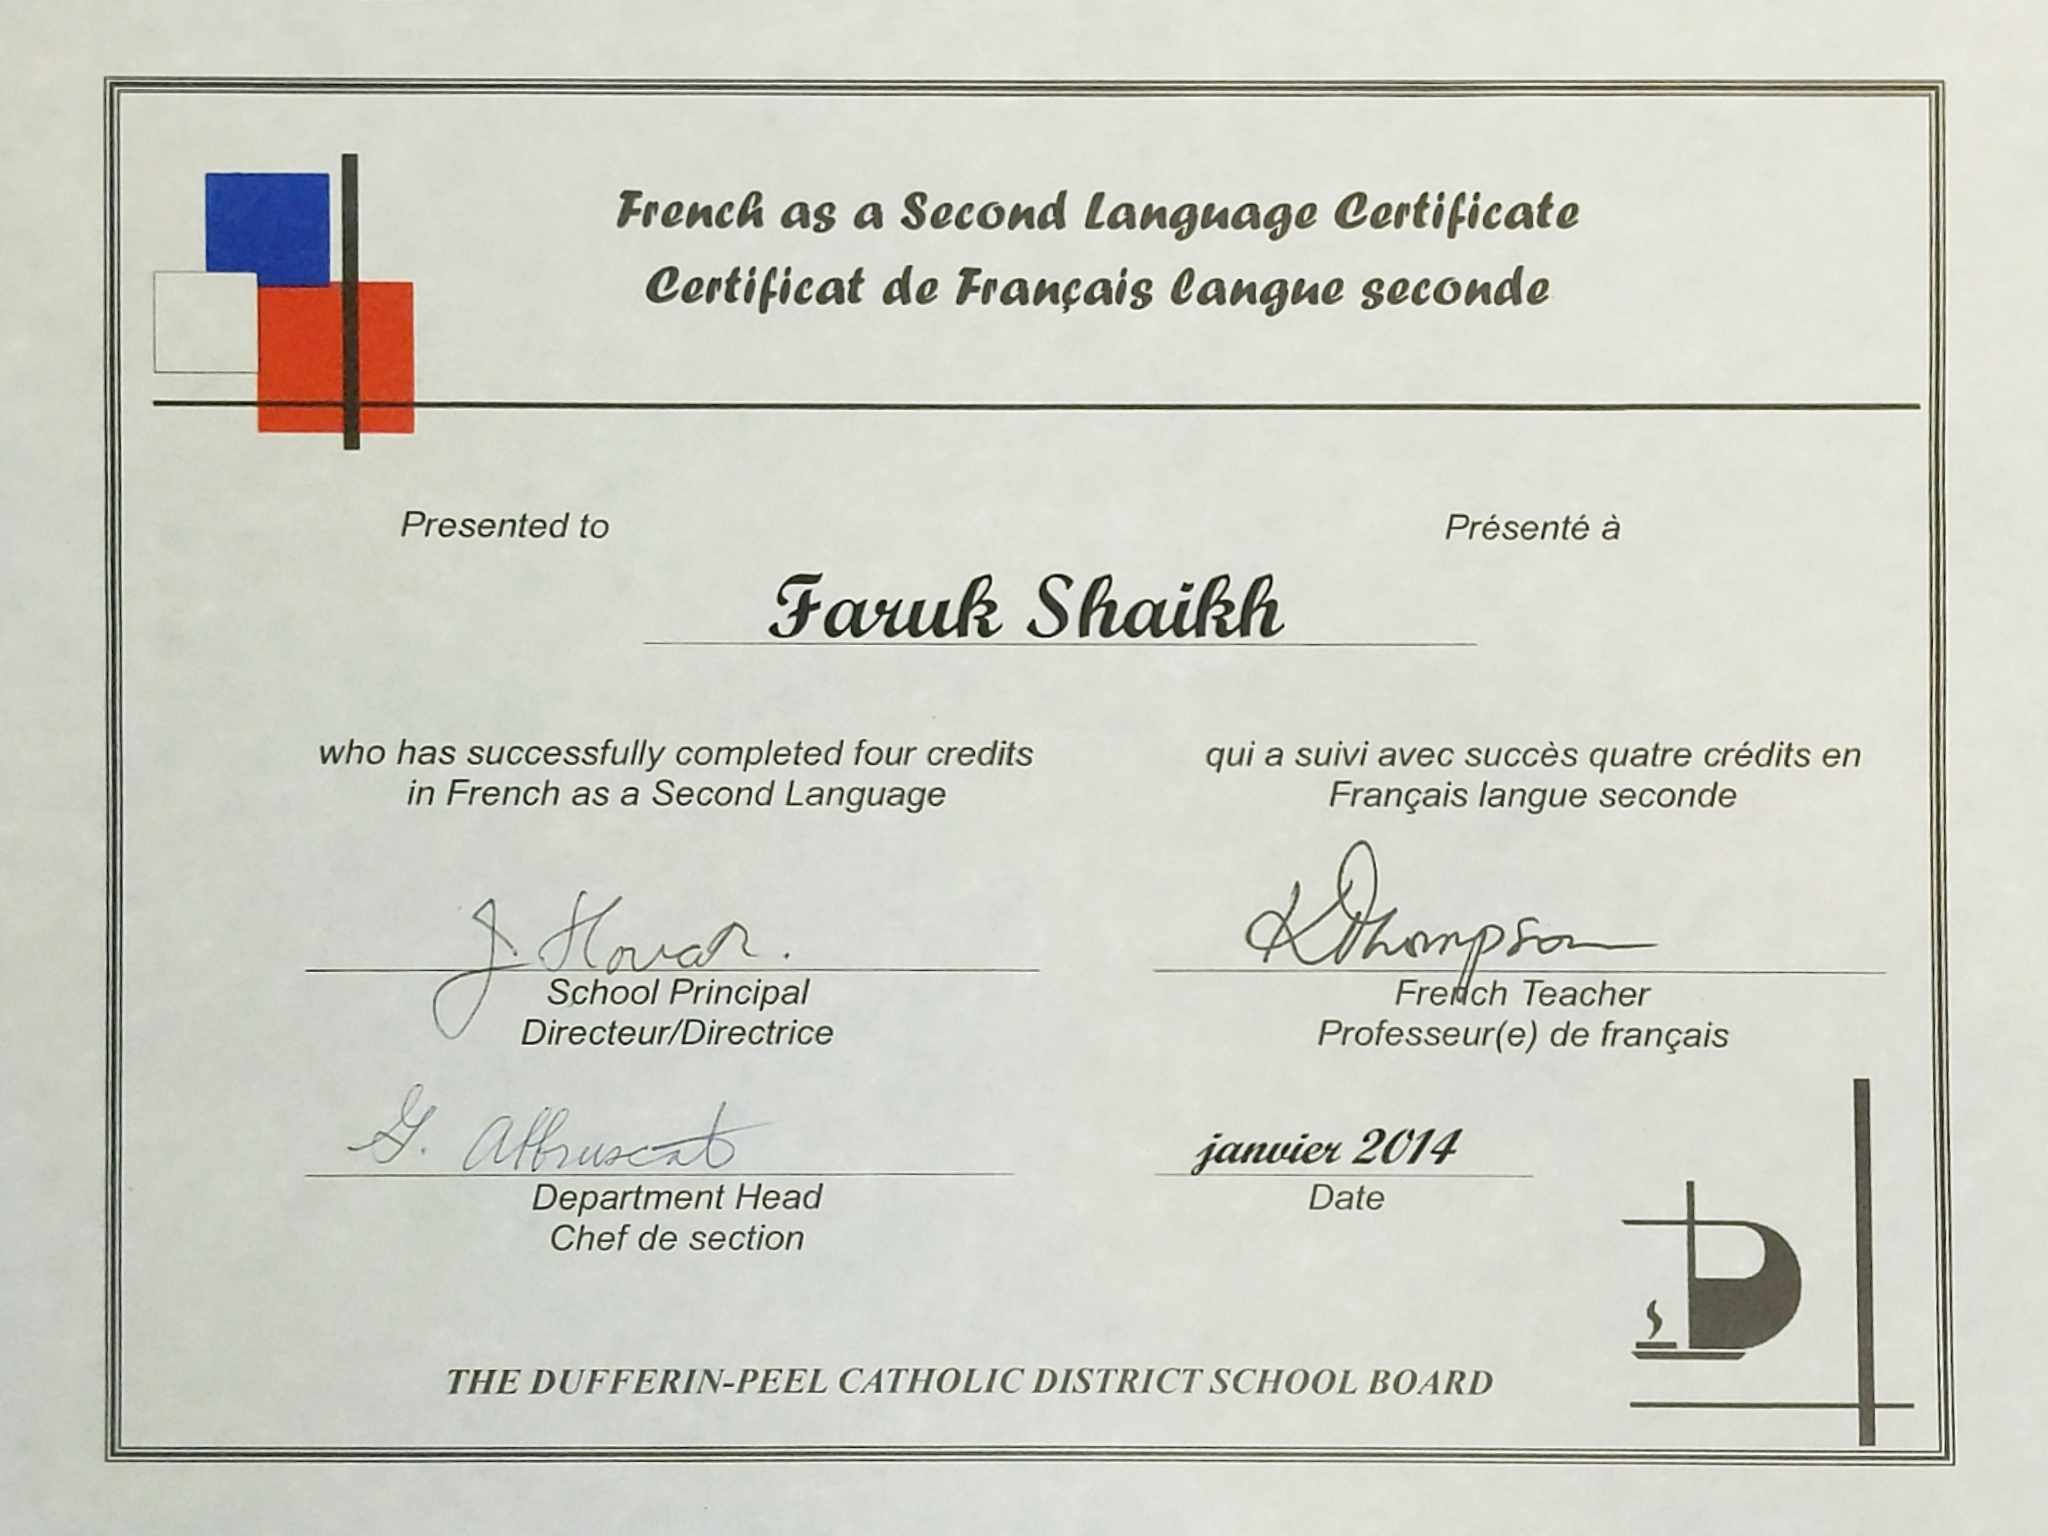 French as a Second Language Certificate
Certificat de Français langue seconde
Presented to
Présenté à
Faruk Shaikh
who has successfully completed four credits
in French as a Second Language
qui a suivi avec succès quatre crédits en
Français langue seconde
J.
School Principal
Directeur/Directrice
K Thompson
French Teacher
Professeur(e) de français
G. Abbruscato
Department Head
Chef de section
janvier 2014
Date
THE DUFFERIN-PEEL CATHOLIC DISTRICT SCHOOL BOARD